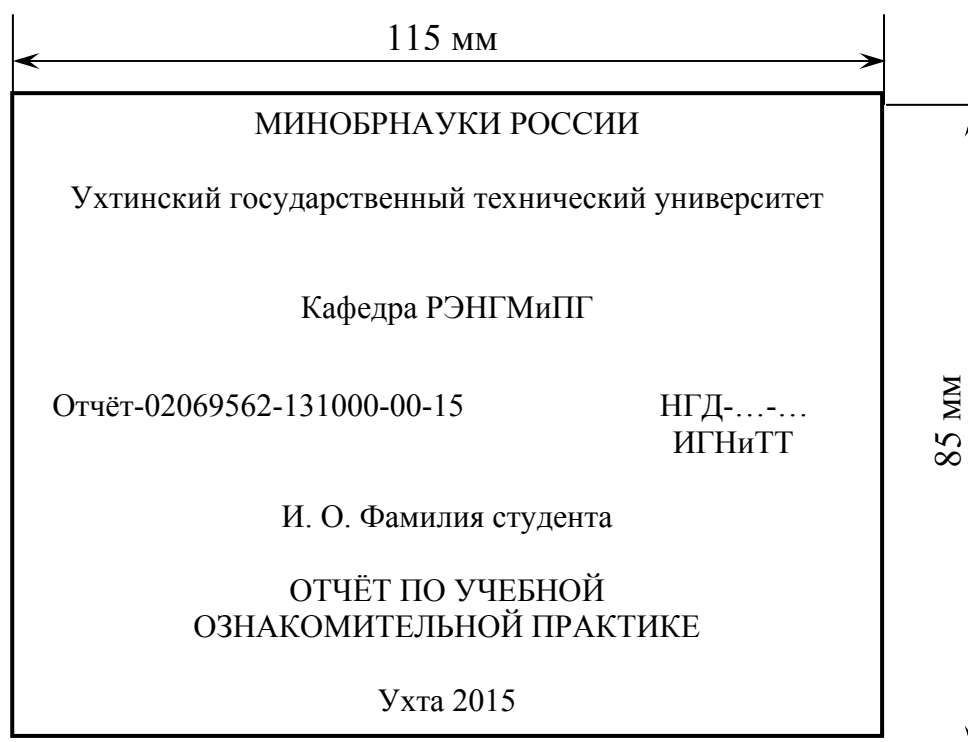 115 мм
МИНОБРНАУКИ РОССИИ
Ухтинский государственный технический университет
Кафедра РЭНГМиПГ
Отчёт-02069562-131000-00-15 НГД-…-…
ИГНиТТ
85 мм
И. О. Фамилия студента
ОТЧЁТ ПО УЧЕБНОЙ
ОЗНАКОМИТЕЛЬНОЙ ПРАКТИКЕ
Ухта 2015